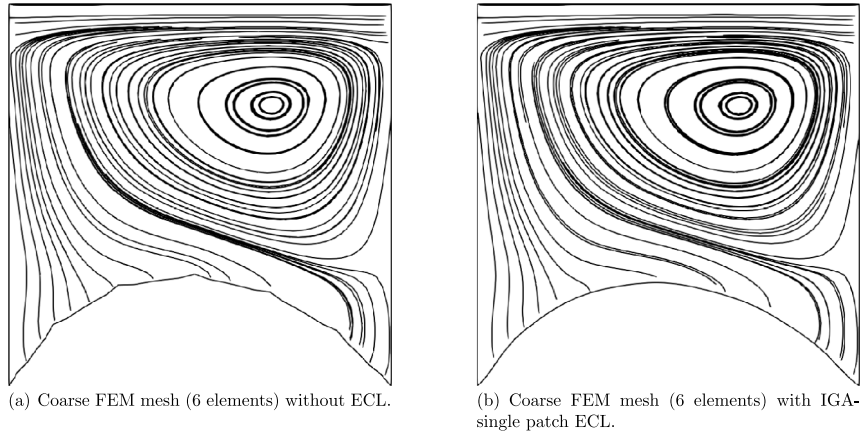 (a) Coarse FEM mesh (6 elements) without ECL.
(b) Coarse FEM mesh (6 elements) with IGA-
single patch ECL.